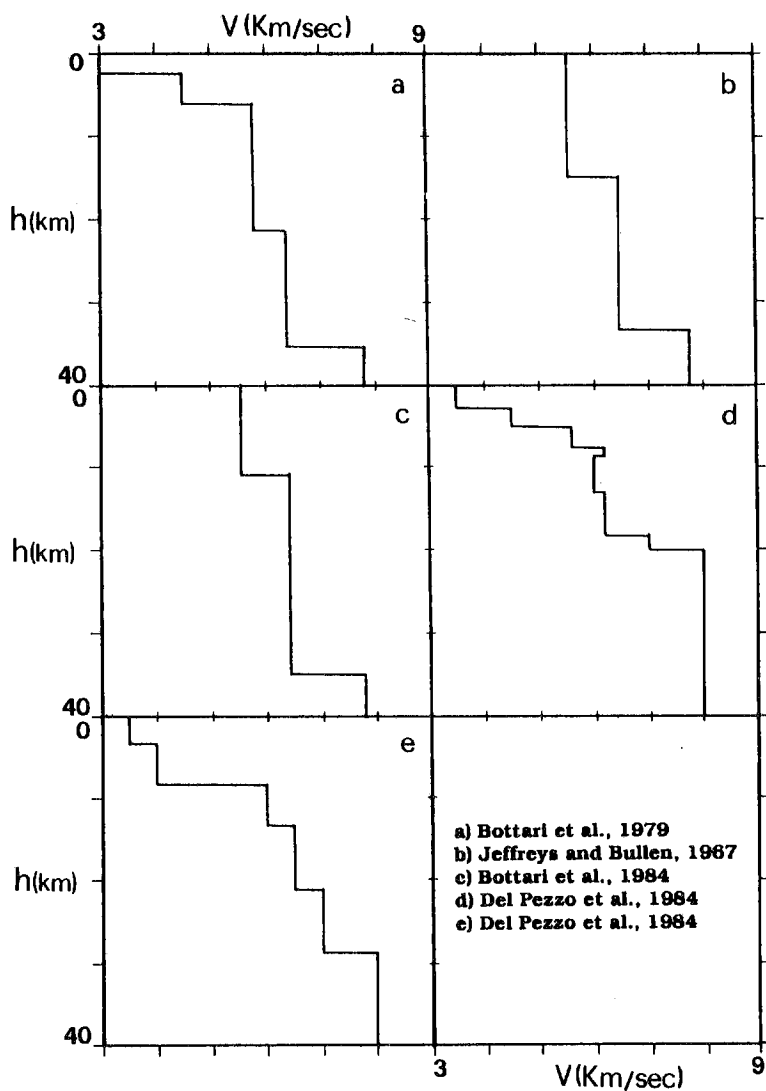 3 V (Km/sec) 9
0
a
b
h(km)
40
0
c
d
h(km)
40
0
e
h(km)
40
a) Bottari et al., 1979
b) Jeffreys and Bullen, 1967
c) Bottari et al., 1984
d) Del Pezzo et al., 1984
e) Del Pezzo et al., 1984
3 V(Km/sec) 9